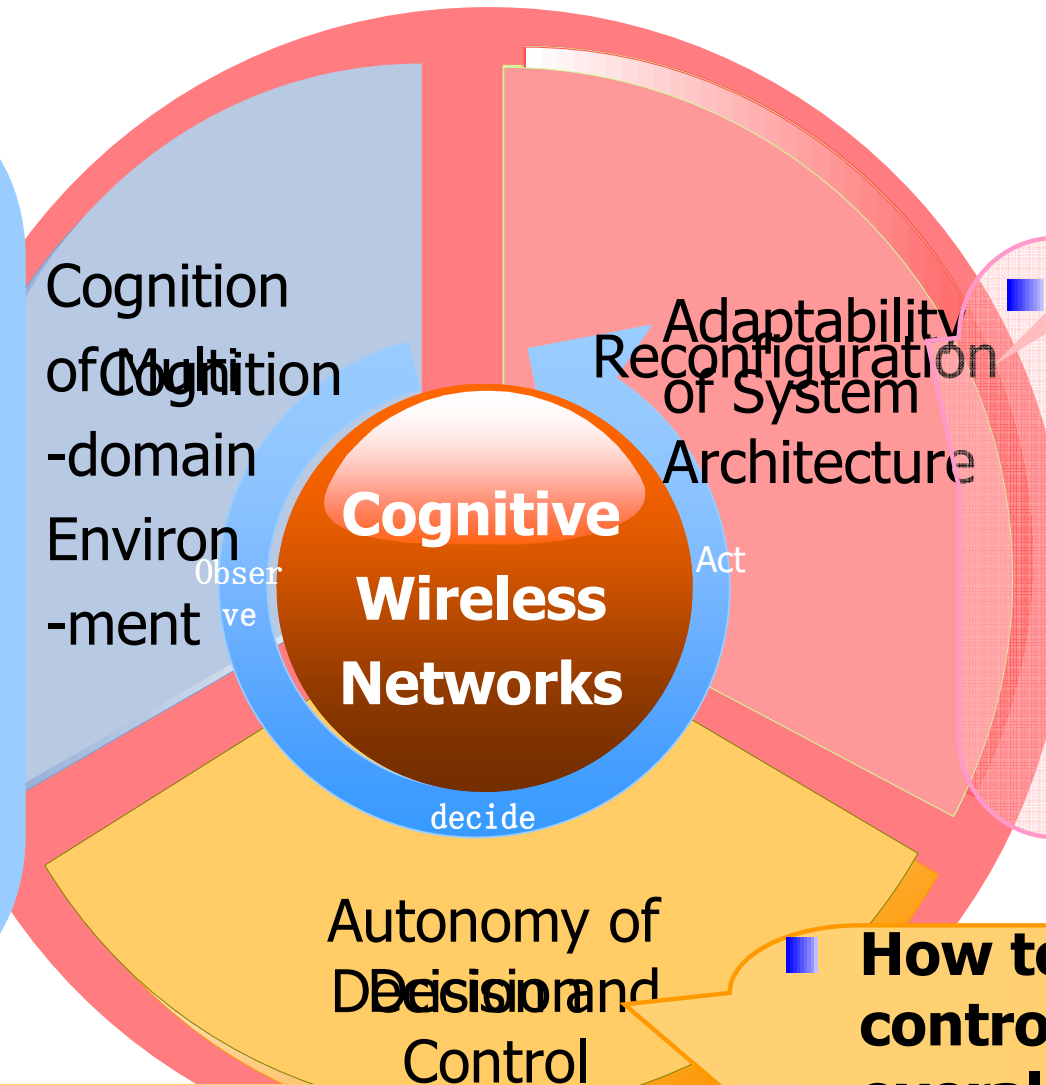 Cognition
of Multi
-domain
Environ
-ment
Cognition
Adaptability
of System
Architecture
Reconfiguration
Obser
ve
Cognitive
Wireless
Networks
Act
decide
Autonomy of
Decision and
Control
Decision
How to
contro